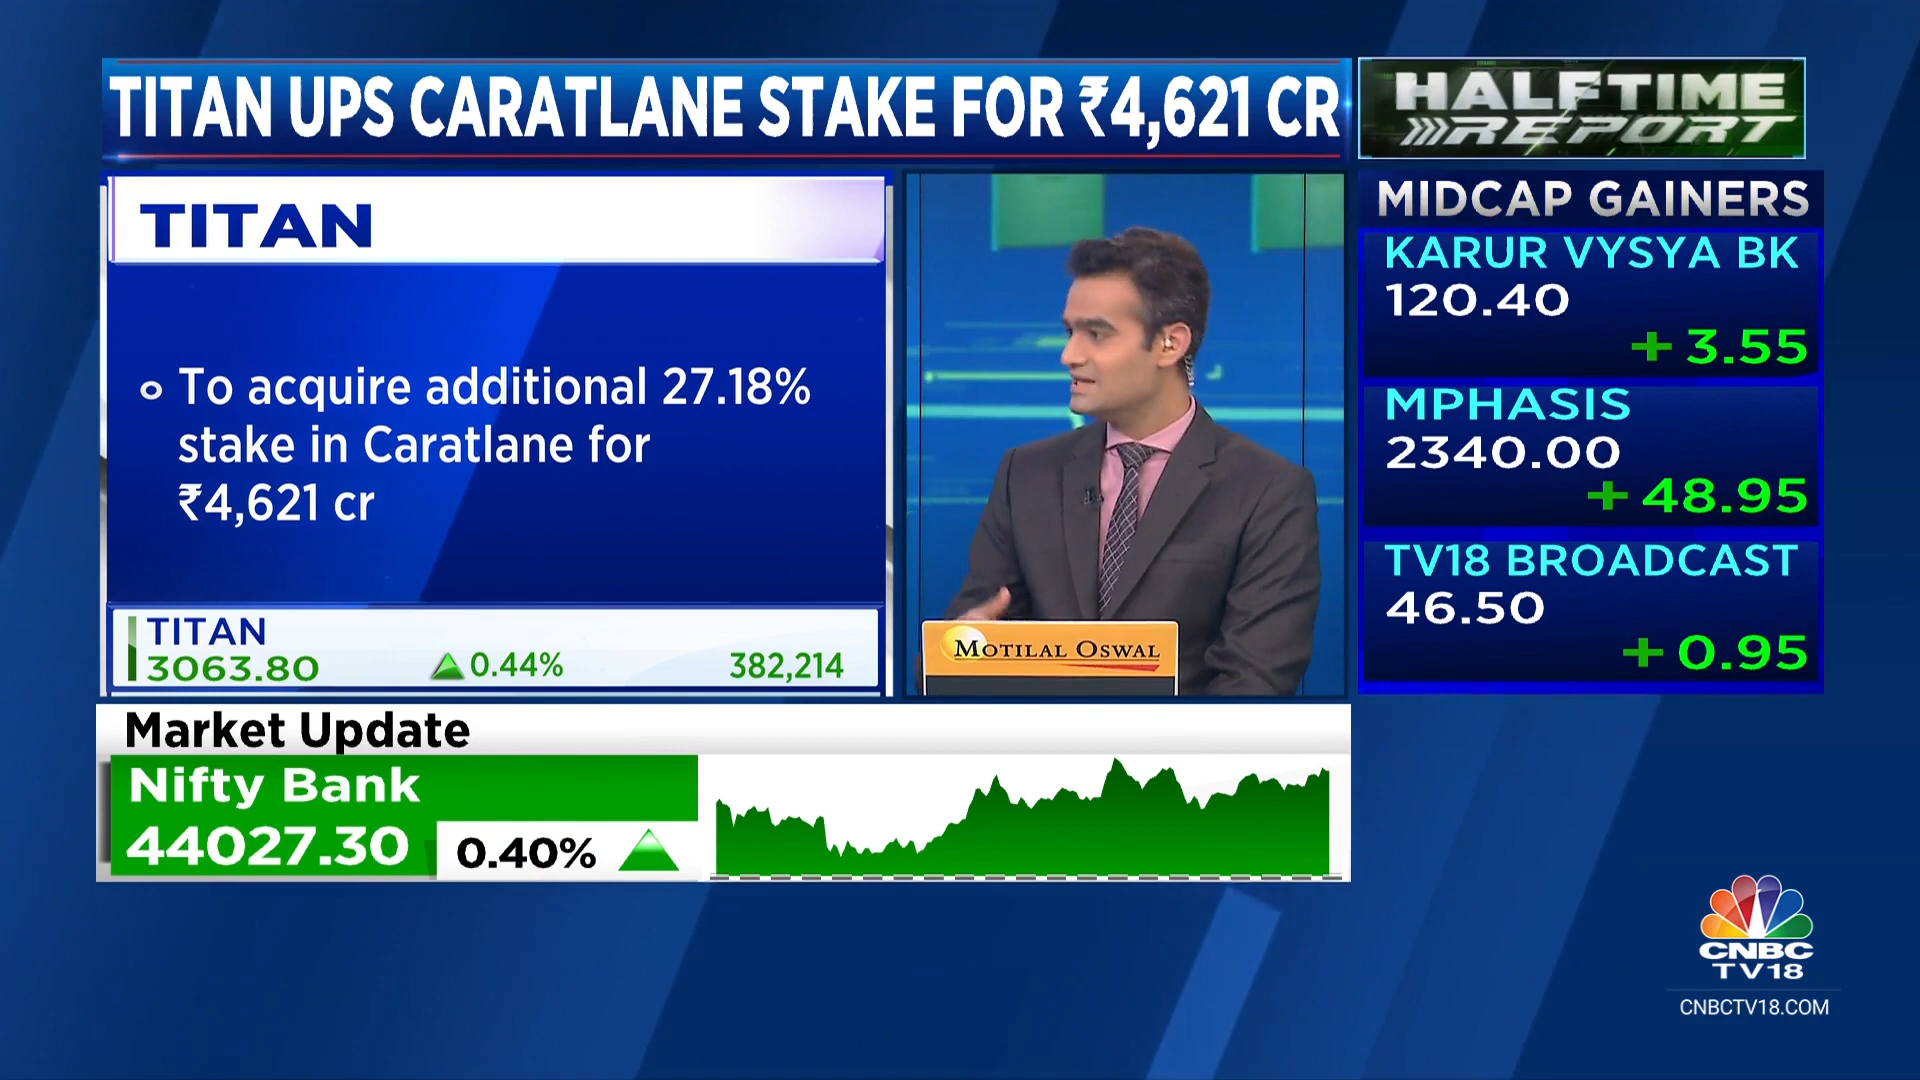 TITAN UPS CARATLANE STAKE FOR ₹4,621 CR
HALFTIME
REPORT
TITAN
To acquire additional 27.18%
stake in Caratlane for
₹4,621 cr
TITAN
3063.80 0.44% 382,214
MOTILAL OSWAL
MIDCAP GAINERS
KARUR VYSYA BK
120.40
+ 3.55
MPHASIS
2340.00
+ 48.95
TV18 BROADCAST
46.50
+ 0.95
Market Update
Nifty Bank
44027.30 0.40%
CNBC
TV18
CNBCTV18.COM